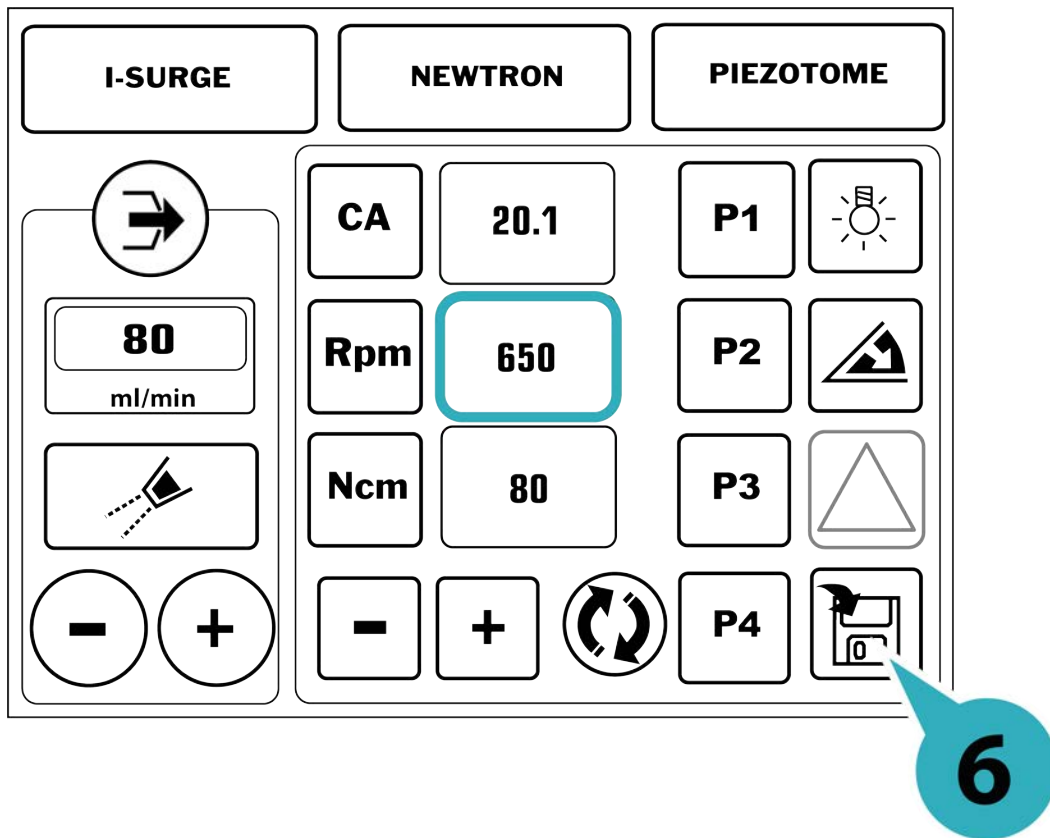 I-SURGE
NEWTRON
PIEZOTOME
80
ml/min
CA
20.1
P1
Rpm
650
P2
Ncm
80
P3
P4
-
+
-
+
6